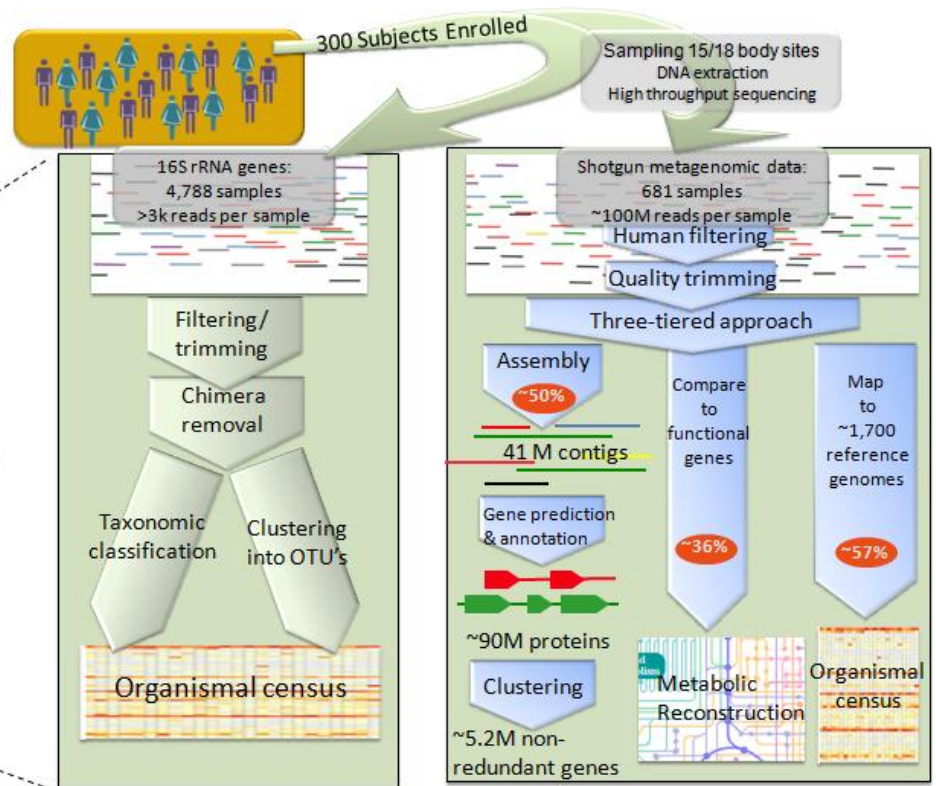 300 Subjects Enrolled
Sampling 15/18 body sites
DNA extraction
High throughput sequencing
16S rRNA genes:
4,788 samples
>3k reads per sample
Filtering/
trimming
Chimera
removal
Taxonomic
classification
Clustering
into OTU's
Organismal census
Shotgun metagenomic data:
681 samples
~100M reads per sample
Human filtering
Quality trimming
Three-tiered approach
Assembly
~50%
41 M contigs
Gene prediction
& annotation
~90M proteins
Clustering
~5.2M non-
redundant genes
Compare
to
functional
genes
~36%
Metabolic
Reconstruction
Map
to
~1,700
reference
genomes
~57%
Organismal
census